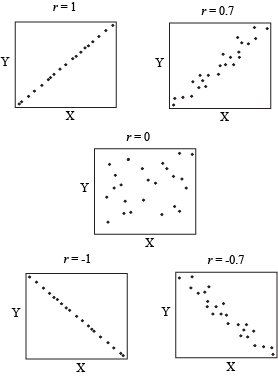 r = 1
Y
X
r = 0.7
Y
X
r = 0
Y
X
r = -1
Y
X
r = -0.7
Y
X